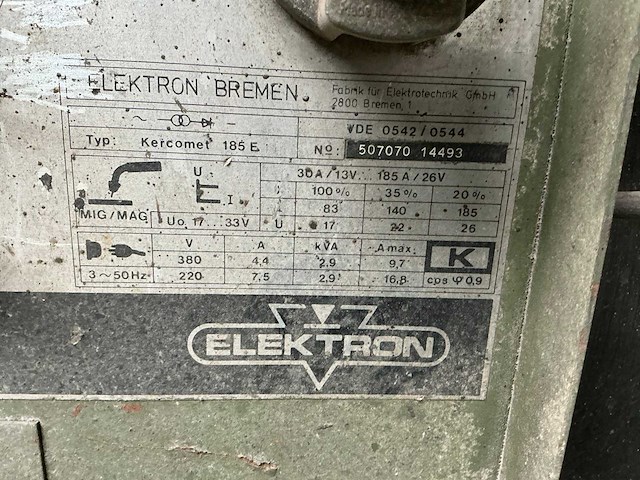 ELEKTRON BREMEN Fabrik für Elektrotechnik GmbH
2800 Bremen, 1
VDE 0542/0544
Typ: Kercomet 185 E No: 507070 14493
30A/13V... 185A/26V
U 100% 35% 20%
I I 83 140 185
MIG/MAG Uo 17... 33V U 17 22 26
V A kVA Amax. K
380 4,4 2,9 9,7
3~50Hz 220 7,5 2,9 16,8 cos φ 0,9
ELEKTRON